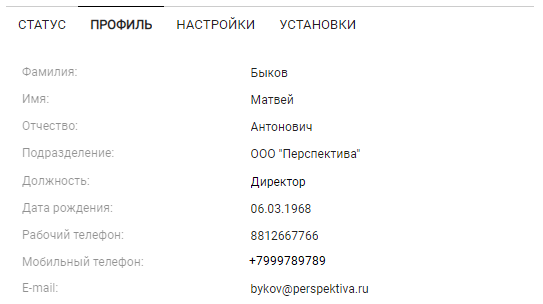 СТАТУС ПРОФИЛЬ НАСТРОЙКИ УСТАНОВКИ
Фамилия: Быков
Имя: Матвей
Отчество: Антонович
Подразделение: ООО "Перспектива"
Должность: Директор
Дата рождения: 06.03.1968
Рабочий телефон: 8812667766
Мобильный телефон: +7999789789
E-mail: bykov@perspektiva.ru